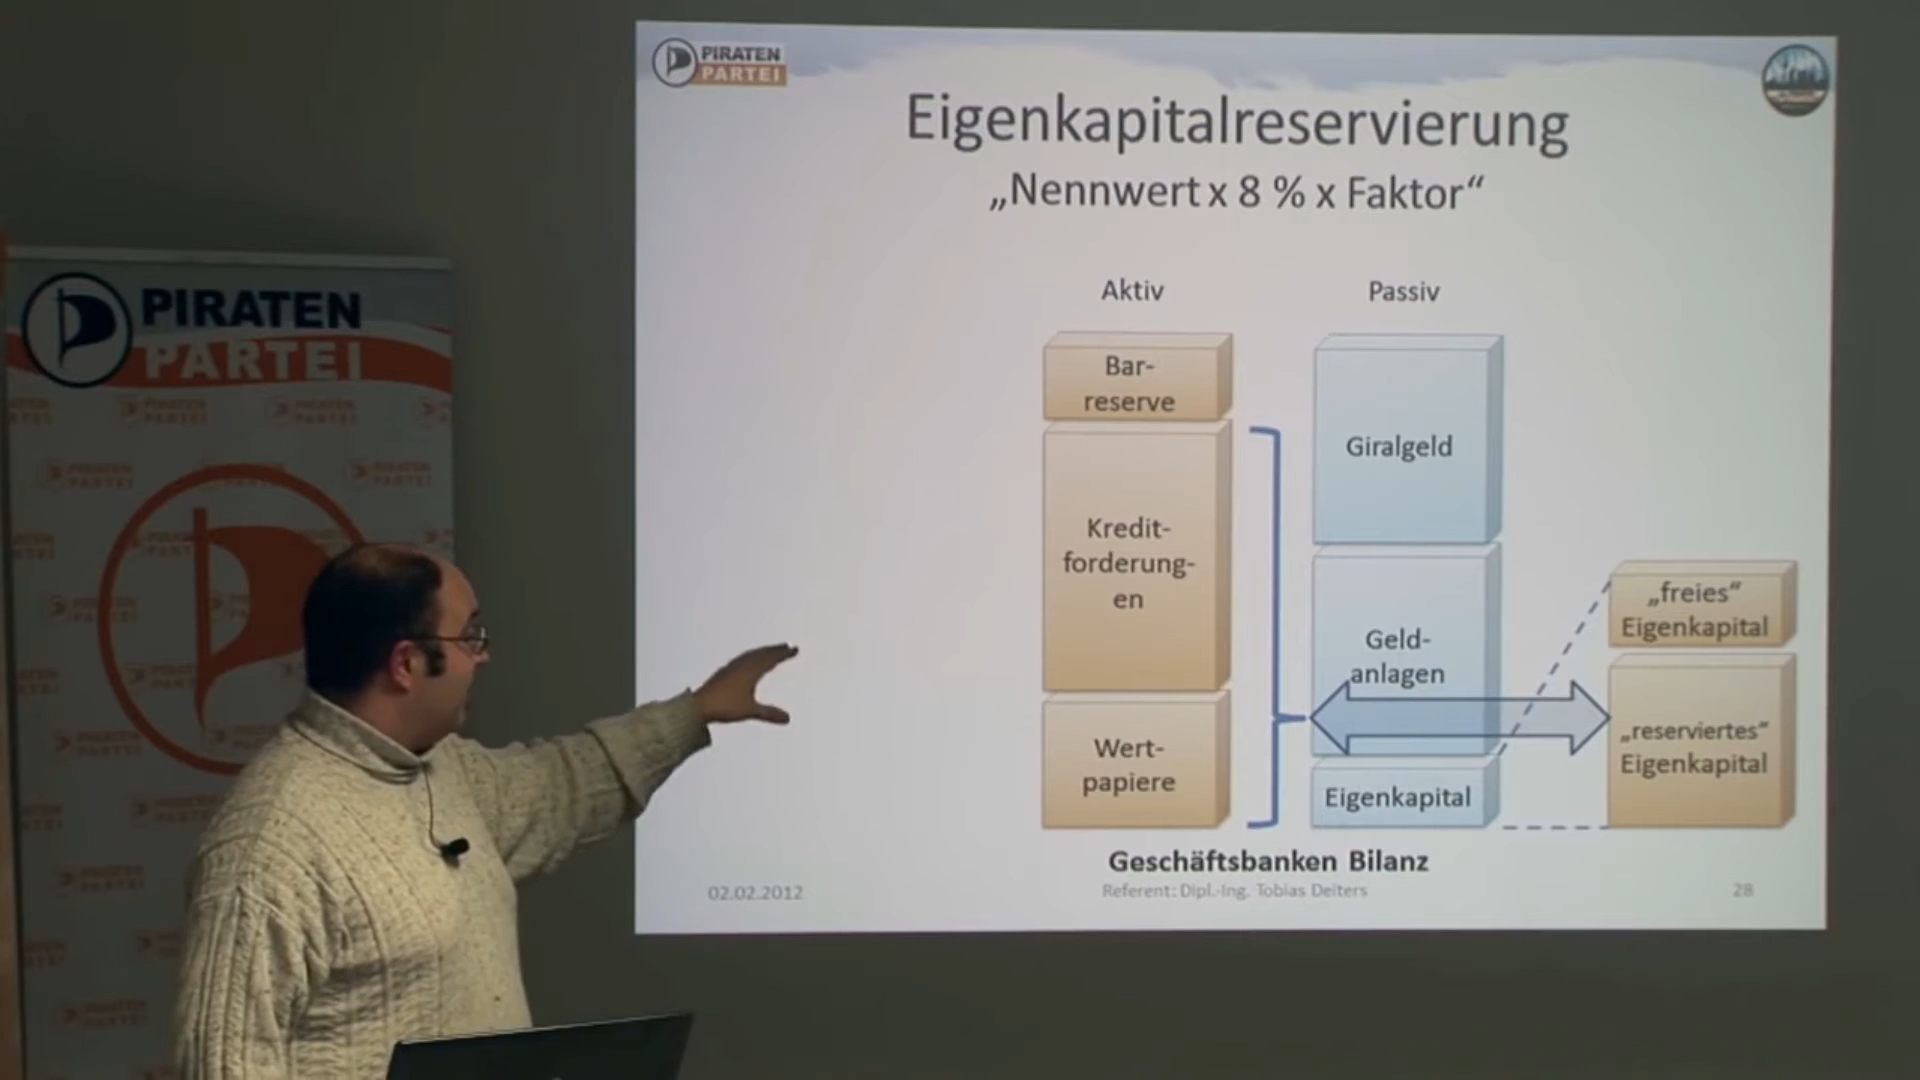 PIRATEN
PARTEI
Eigenkapitalreservierung
„Nennwert x 8 % x Faktor“
Aktiv
Passiv
Bar-
reserve
Giralgeld
Kredit-
forderung-
en
Geld-
anlagen
Wert-
papiere
Eigenkapital
„freies“
Eigenkapital
„reserviertes“
Eigenkapital
Geschäftsbanken Bilanz
02.02.2012
Referent: Dipl.-Ing. Tobias Deiters
28
PIRATEN
PARTEI